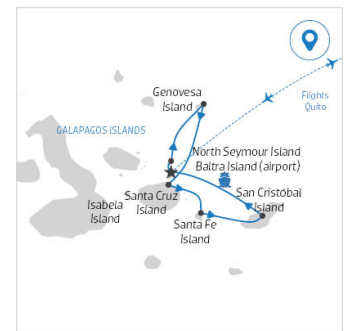 Genovesa
Island
Flights
Quito
GALAPAGOS ISLANDS
North Seymour Island
Baltra Island (airport)
Santa Cruz
Island
San Cristóbal
Island
Isabela
Island
Santa Fe
Island